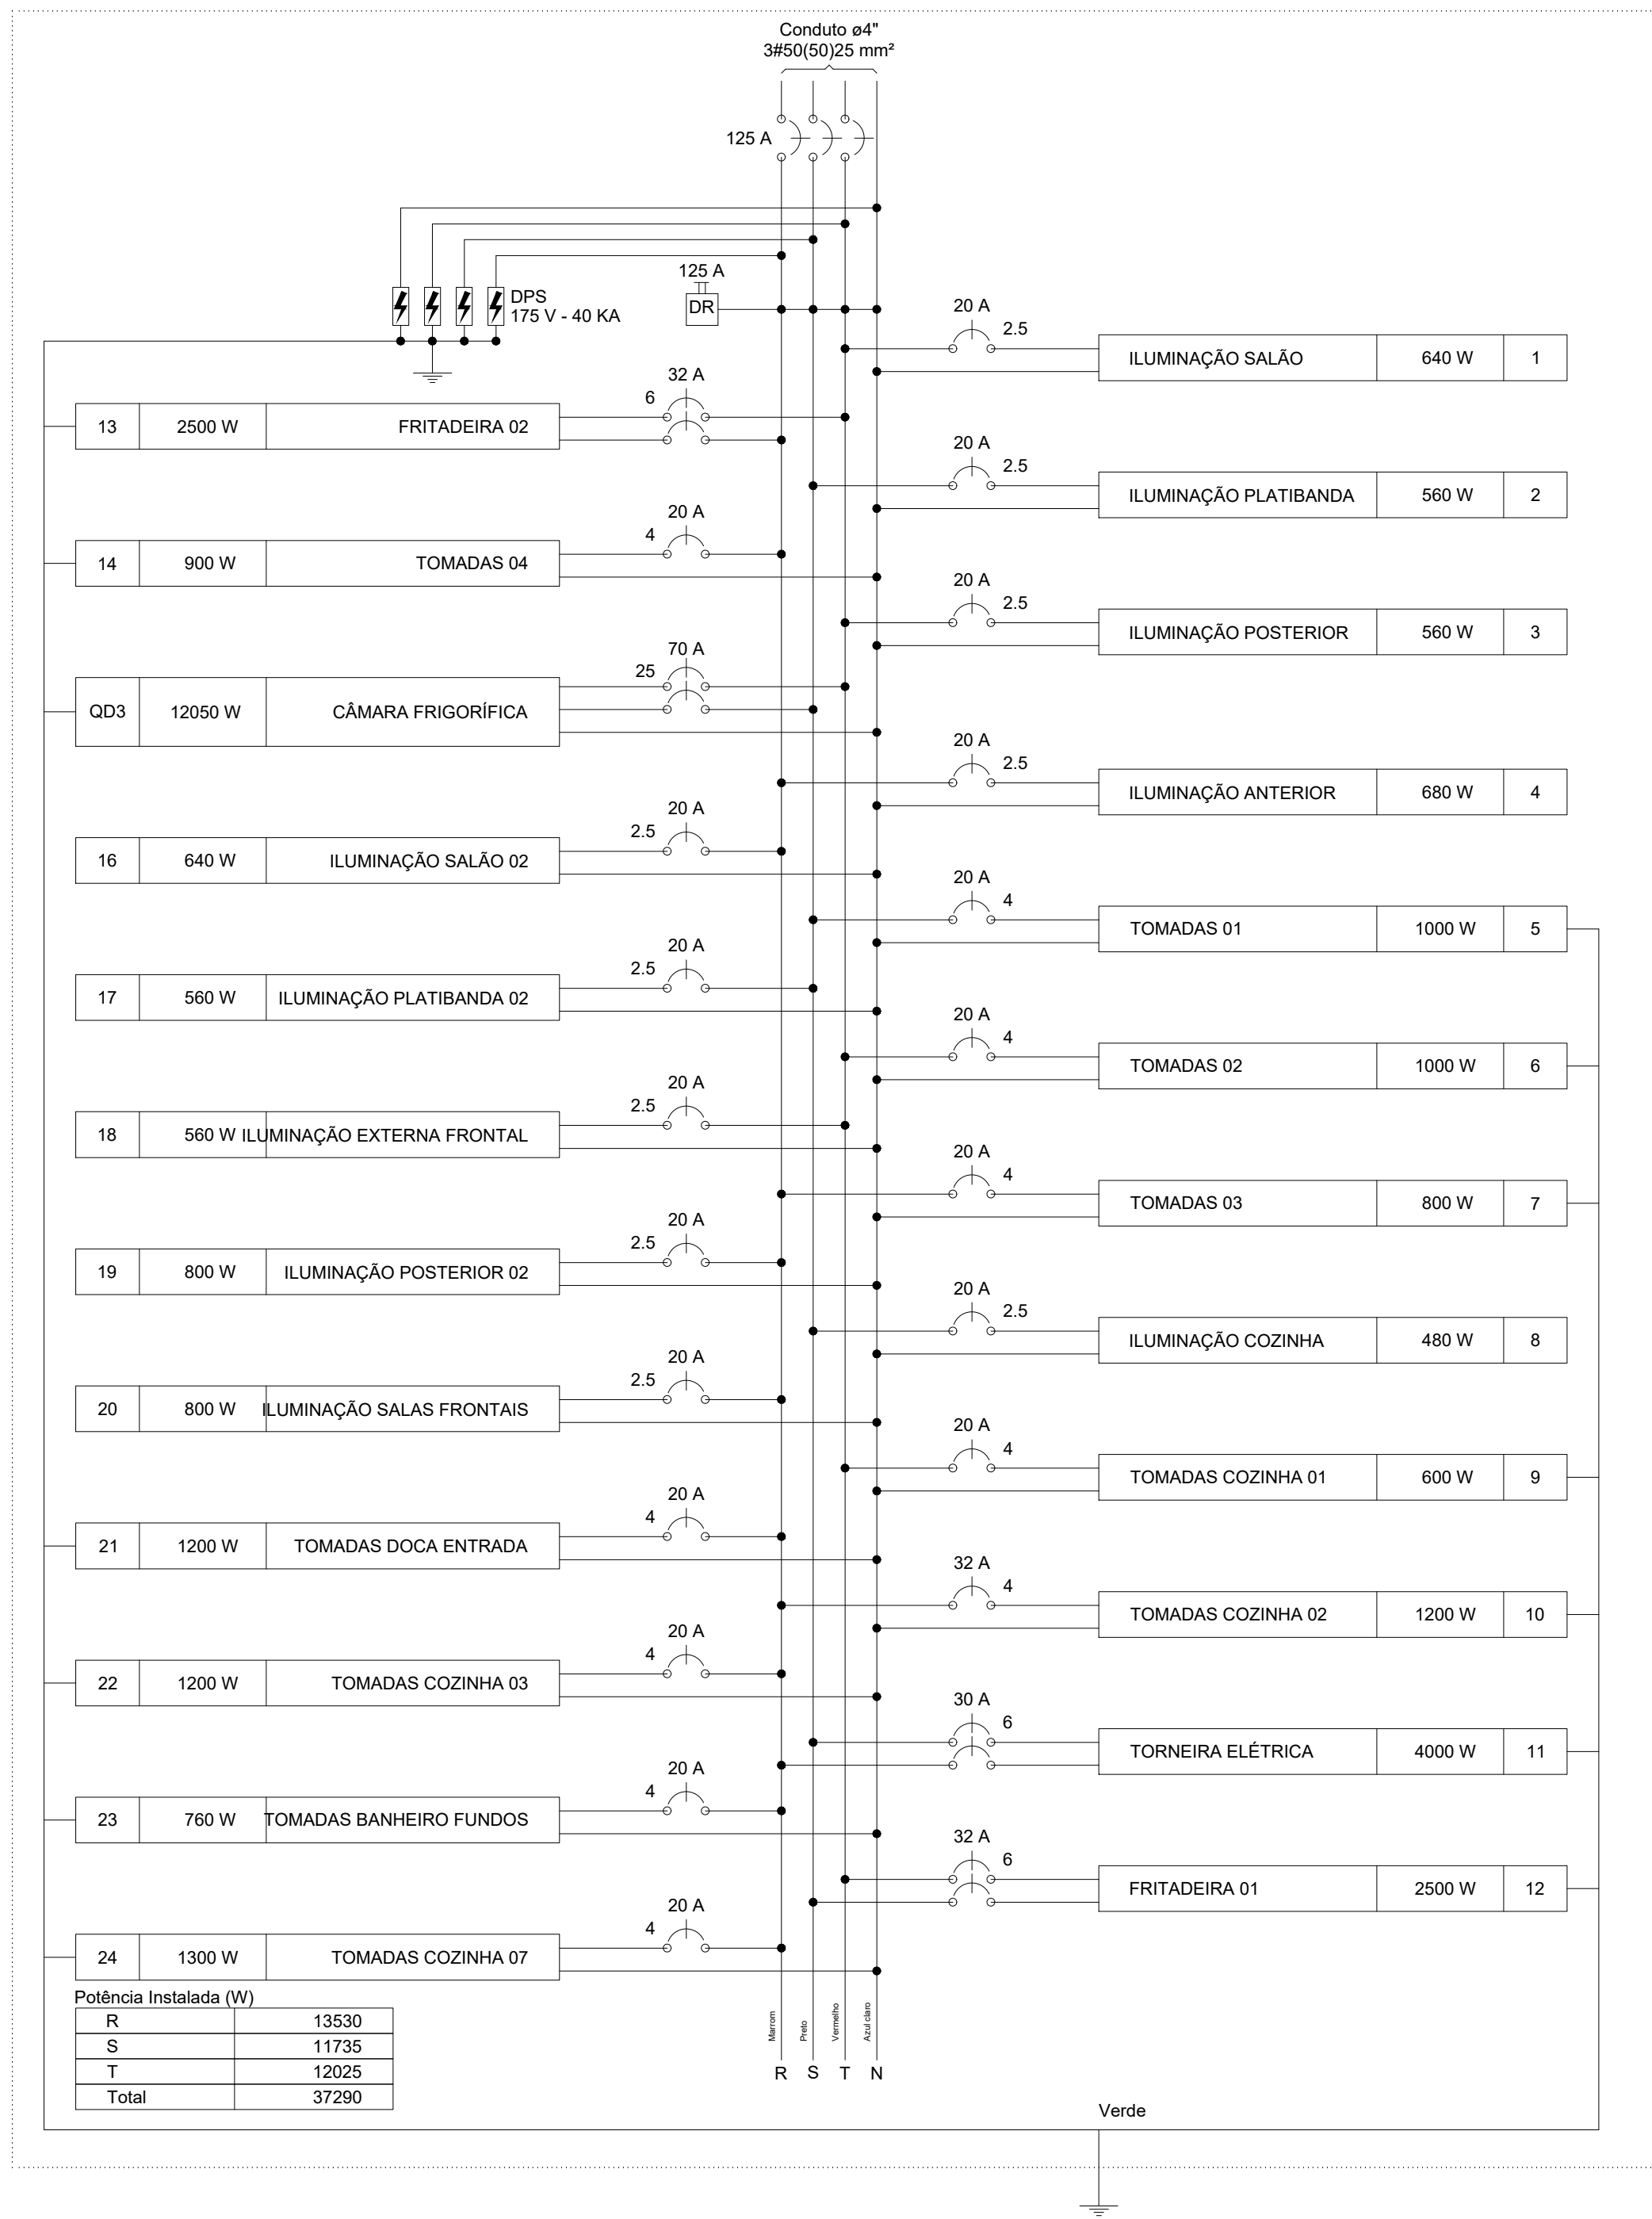 Conduto ø4"
3#50(50)25 mm²
125 A
DPS
175 V - 40 KA
125 A
DR
20 A
2.5
ILUMINAÇÃO SALÃO 640 W 1
32 A
6
13 2500 W FRITADEIRA 02
20 A
2.5
ILUMINAÇÃO PLATIBANDA 560 W 2
20 A
4
14 900 W TOMADAS 04
20 A
2.5
ILUMINAÇÃO POSTERIOR 560 W 3
70 A
25
QD3 12050 W CÂMARA FRIGORÍFICA
20 A
2.5
ILUMINAÇÃO ANTERIOR 680 W 4
20 A
2.5
16 640 W ILUMINAÇÃO SALÃO 02
20 A
4
TOMADAS 01 1000 W 5
20 A
2.5
17 560 W ILUMINAÇÃO PLATIBANDA 02
20 A
4
TOMADAS 02 1000 W 6
20 A
2.5
18 560 W ILUMINAÇÃO EXTERNA FRONTAL
20 A
4
TOMADAS 03 800 W 7
20 A
2.5
19 800 W ILUMINAÇÃO POSTERIOR 02
20 A
2.5
ILUMINAÇÃO COZINHA 480 W 8
20 A
2.5
20 800 W ILUMINAÇÃO SALAS FRONTAIS
20 A
4
TOMADAS COZINHA 01 600 W 9
20 A
4
21 1200 W TOMADAS DOCA ENTRADA
32 A
4
TOMADAS COZINHA 02 1200 W 10
20 A
4
22 1200 W TOMADAS COZINHA 03
30 A
6
TORNEIRA ELÉTRICA 4000 W 11
20 A
4
23 760 W TOMADAS BANHEIRO FUNDOS
32 A
6
FRITADEIRA 01 2500 W 12
20 A
4
24 1300 W TOMADAS COZINHA 07
Potência Instalada (W)
R 13530
S 11735
T 12025
Total 37290
Marrom
Preto
Vermelho
Azul claro
R S T N
Verde